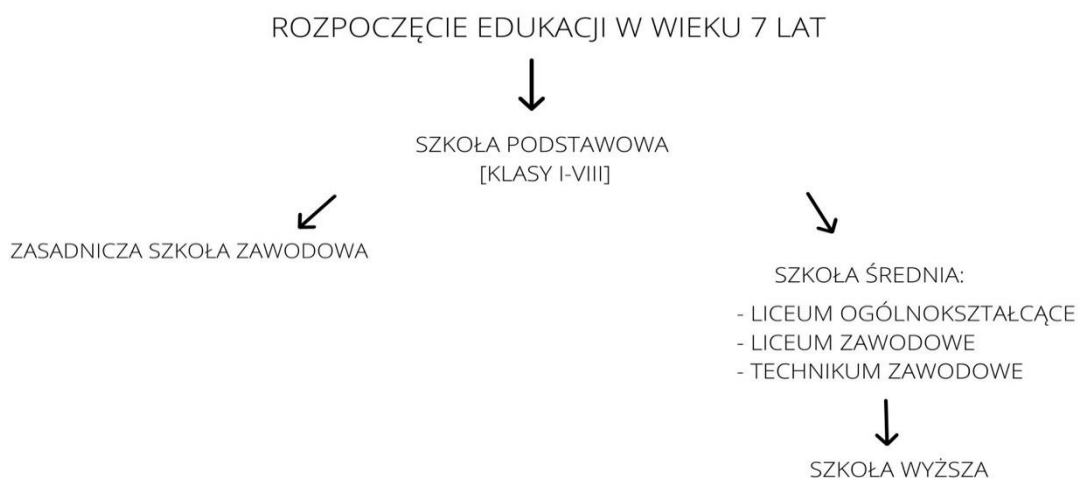 ROZPOCZĘCIE EDUKACJI W WIEKU 7 LAT
SZKOŁA PODSTAWOWA
[KLASY I-VIII]
ZASADNICZA SZKOŁA ZAWODOWA
SZKOŁA ŚREDNIA:
- LICEUM OGÓLNOKSZTAŁCĄCE
- LICEUM ZAWODOWE
- TECHNIKUM ZAWODOWE
SZKOŁA WYŻSZA